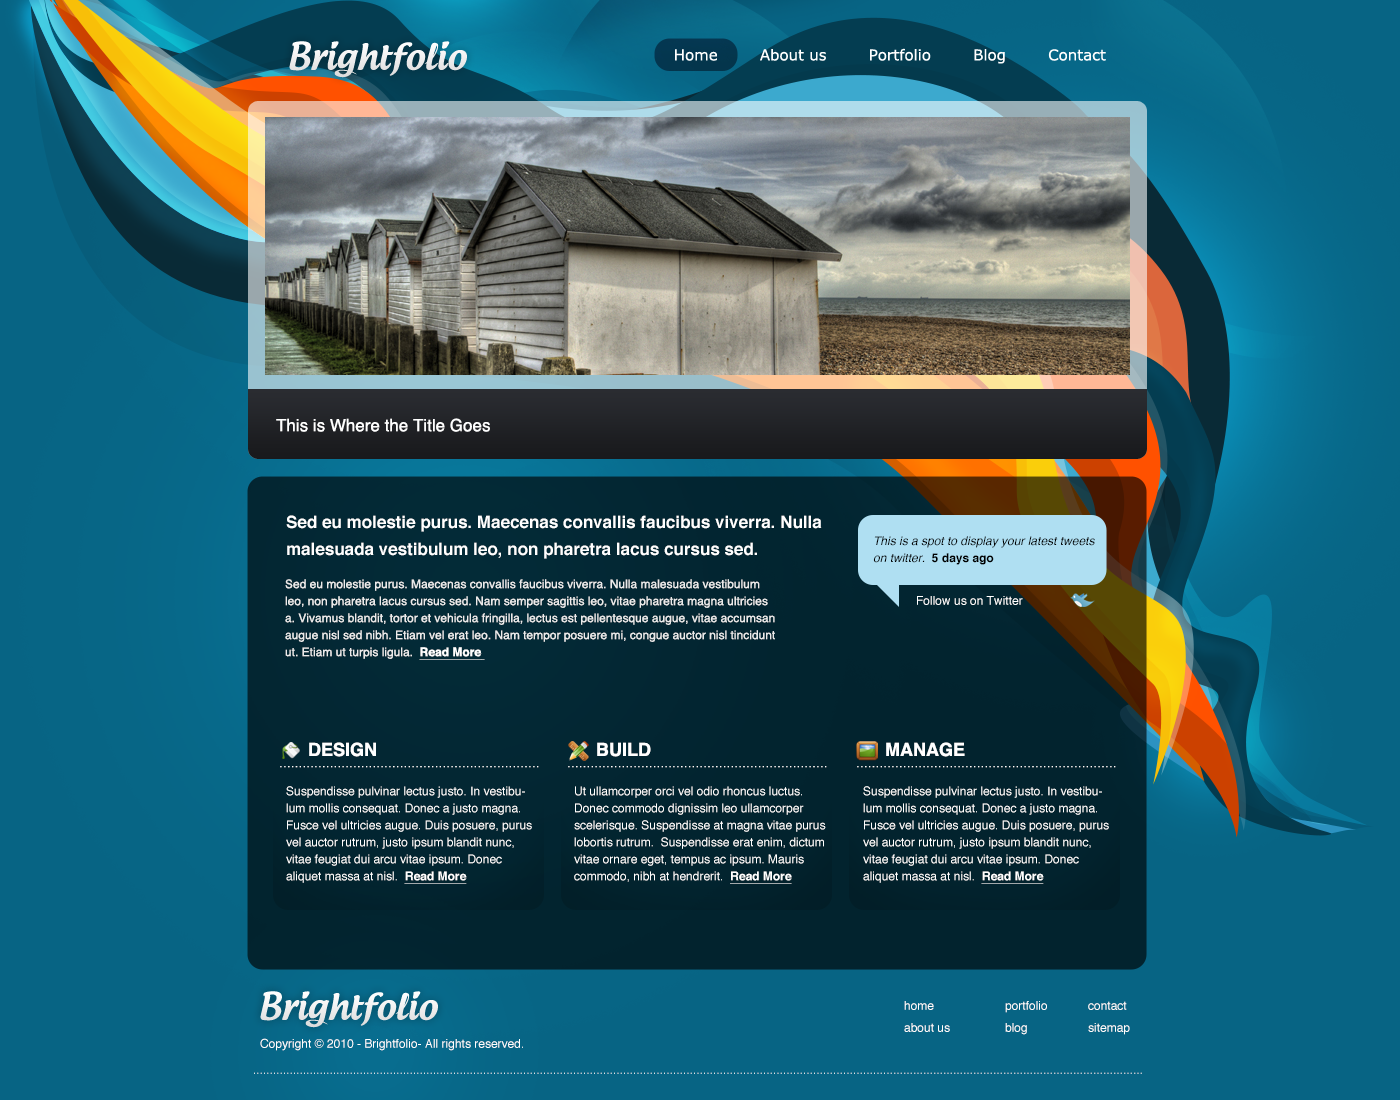 Brightfolio
Home About us Portfolio Blog Contact
This is Where the Title Goes
Sed eu molestie purus. Maecenas convallis faucibus viverra. Nulla
malesuada vestibulum leo, non pharetra lacus cursus sed.
Sed eu molestie purus. Maecenas convallis faucibus viverra. Nulla malesuada vestibulum
leo, non pharetra lacus cursus sed. Nam semper sagittis leo, vitae pharetra magna ultricies
a. Vivamus blandit, tortor et vehicula fringilla, lectus est pellentesque augue, vitae accumsan
augue nisl sed nibh. Etiam vel erat leo. Nam tempor posuere mi, congue auctor nisl tincidunt
ut. Etiam ut turpis ligula. Read More
This is a spot to display your latest tweets
on twitter. 5 days ago
Follow us on Twitter
DESIGN
Suspendisse pulvinar lectus justo. In vestibu-
lum mollis consequat. Donec a justo magna.
Fusce vel ultricies augue. Duis posuere, purus
vel auctor rutrum, justo ipsum blandit nunc,
vitae feugiat dui arcu vitae ipsum. Donec
aliquet massa at nisl. Read More
BUILD
Ut ullamcorper orci vel odio rhoncus luctus.
Donec commodo dignissim leo ullamcorper
scelerisque. Suspendisse at magna vitae purus
lobortis rutrum. Suspendisse erat enim, dictum
vitae ornare eget, tempus ac ipsum. Mauris
commodo, nibh at hendrerit. Read More
MANAGE
Suspendisse pulvinar lectus justo. In vestibu-
lum mollis consequat. Donec a justo magna.
Fusce vel ultricies augue. Duis posuere, purus
vel auctor rutrum, justo ipsum blandit nunc,
vitae feugiat dui arcu vitae ipsum. Donec
aliquet massa at nisl. Read More
Brightfolio
Copyright © 2010 - Brightfolio- All rights reserved.
home portfolio contact
about us blog sitemap